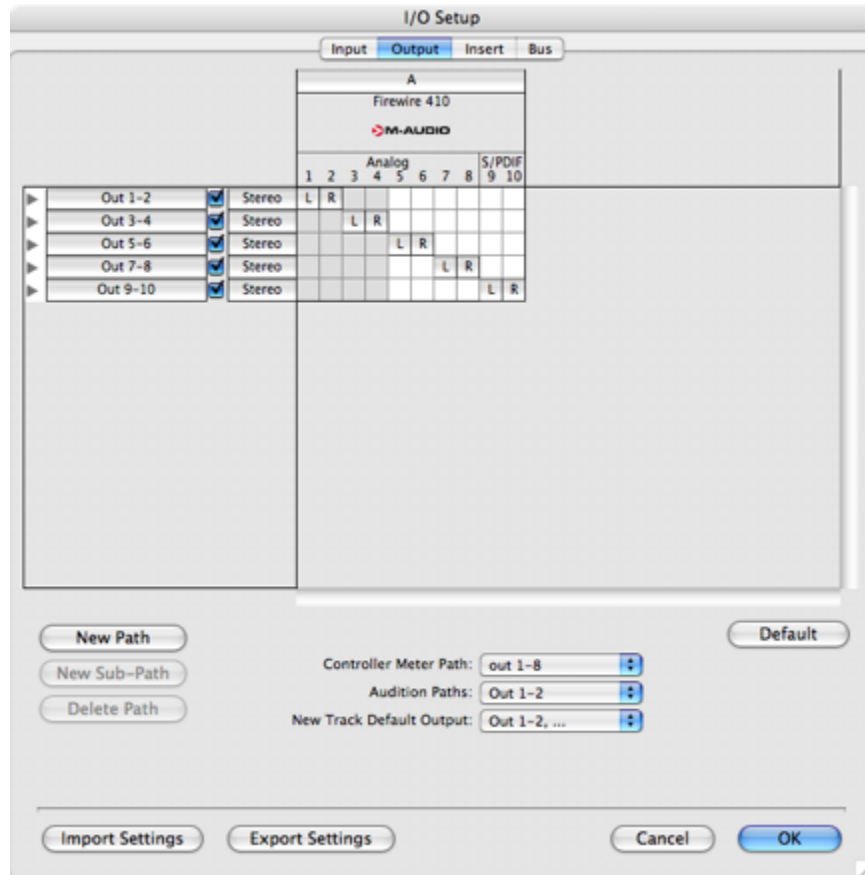 I/O Setup
Input Output Insert Bus
A
Firewire 410
M-AUDIO
Analog S/PDIF
1 2 3 4 5 6 7 8 9 10
Out 1-2 Stereo L R
Out 3-4 Stereo L R
Out 5-6 Stereo L R
Out 7-8 Stereo L R
Out 9-10 Stereo L R
New Path Default
New Sub-Path Controller Meter Path: out 1-8
Audition Paths: Out 1-2
Delete Path New Track Default Output: Out 1-2, ...
Import Settings Export Settings Cancel OK